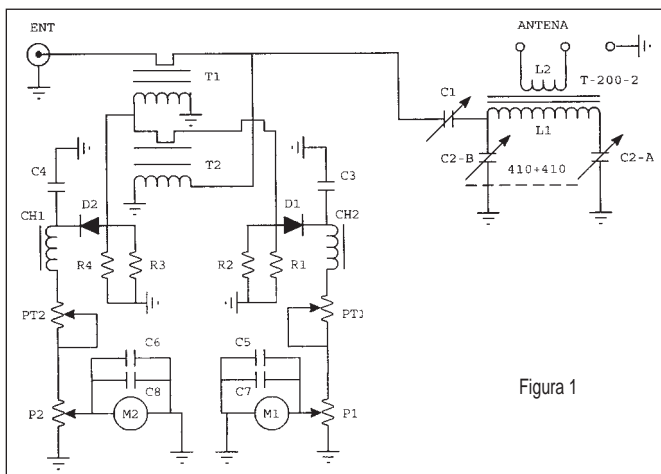 ENT
ANTENA
L2
T-200-2
T1
C1
L1
C2-B
410+410
C2-A
T2
C4
C3
CH1
D2
D1
CH2
R4
R3
R2
R1
PT2
PT1
C6
C5
C8
C7
P2
M2
M1
P1
Figura 1